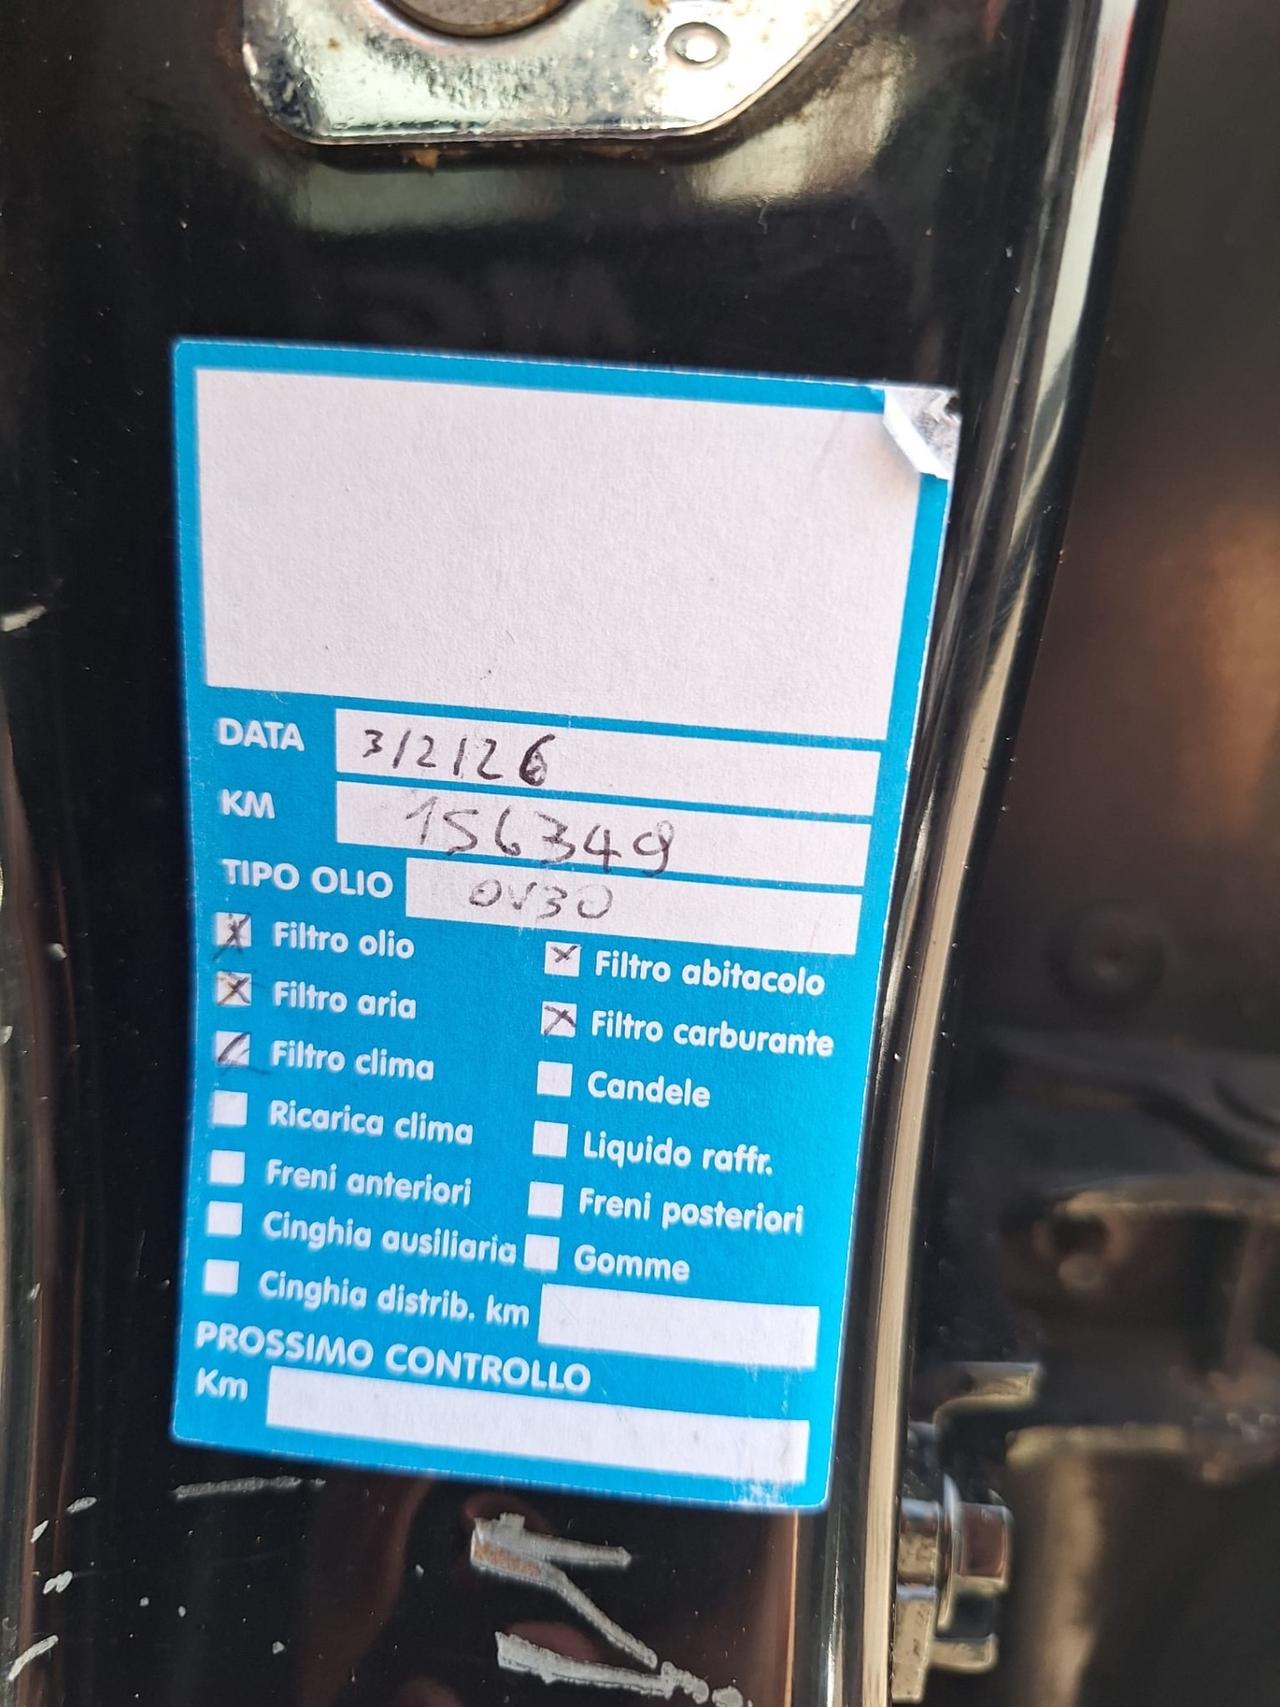 DATA 3/2/26
KM 156349
TIPO OLIO 0V30
Filtro olio Filtro abitacolo
Filtro aria Filtro carburante
Filtro clima Candele
Ricarica clima Liquido raffr.
Freni anteriori Freni posteriori
Cinghia ausiliaria Gomme
Cinghia distrib. km
PROSSIMO CONTROLLO
Km